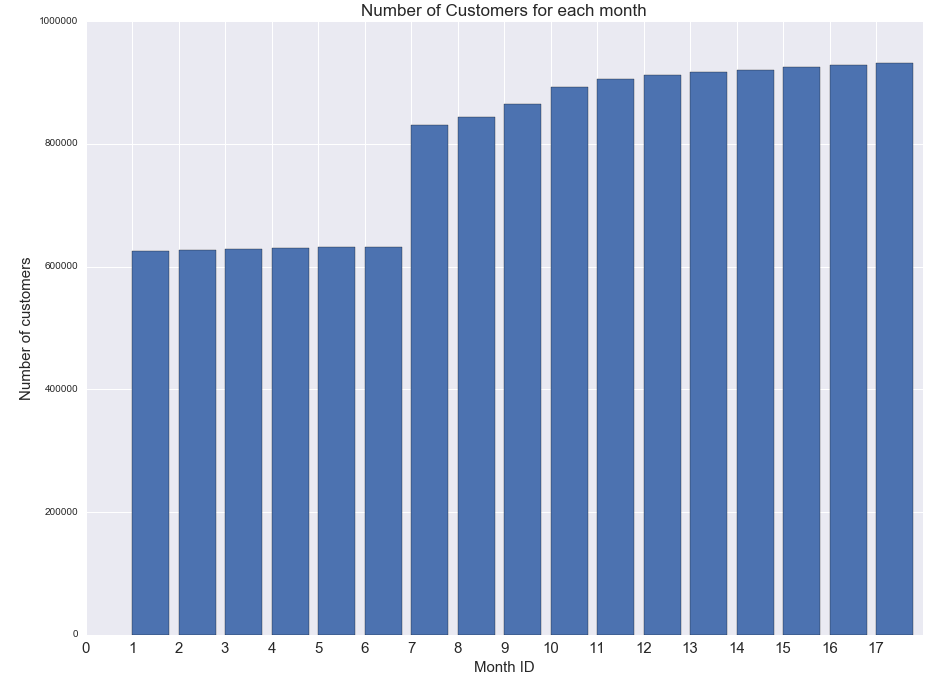 Number of Customers for each month
1000000
800000
600000
400000
200000
0
Number of customers
0 1 2 3 4 5 6 7 8 9 10 11 12 13 14 15 16 17
Month ID